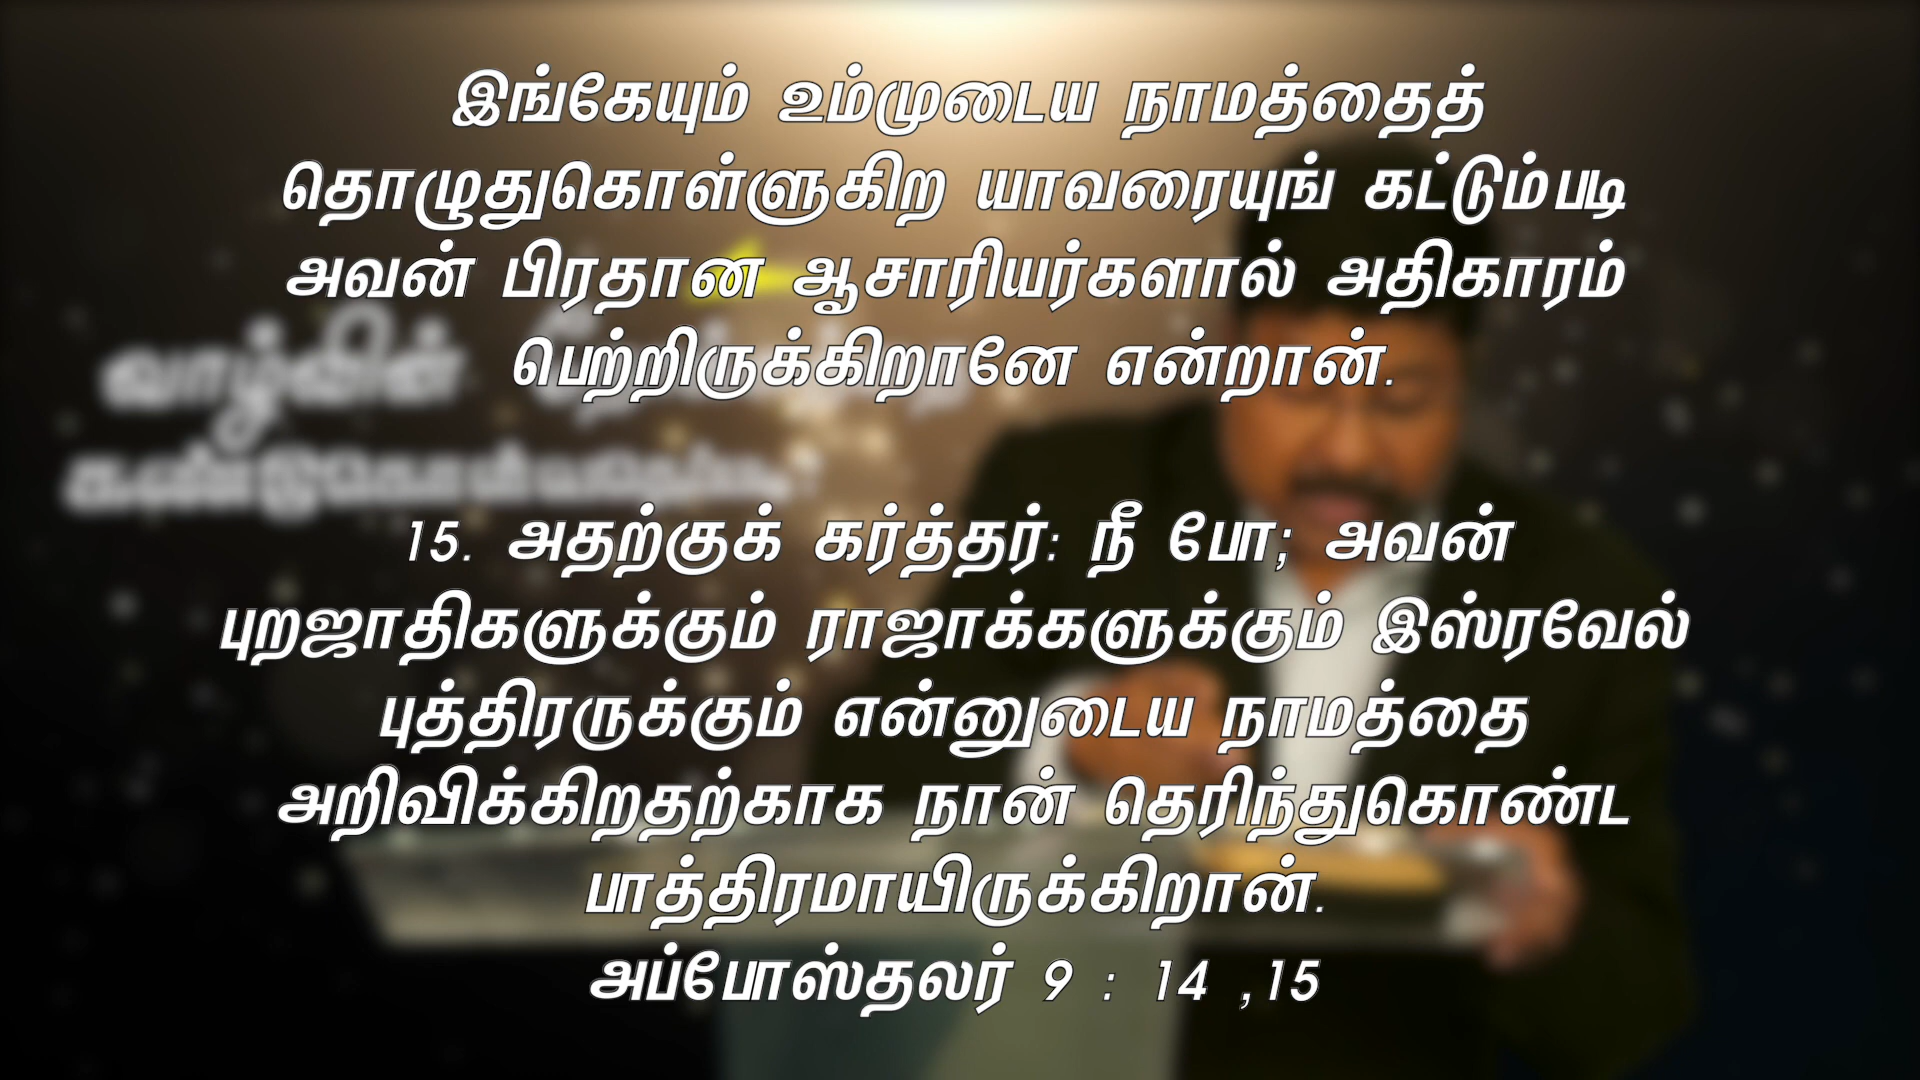 இங்கேயும் உம்முடைய நாமத்தைத்
தொழுதுகொள்ளுகிற யாவரையுங் கட்டும்படி
அவன் பிரதான ஆசாரியர்களால் அதிகாரம்
பெற்றிருக்கிறானே என்றான்.
வாழ்வின்
15. அதற்குக் கர்த்தர்: நீ போ; அவன்
புறஜாதிகளுக்கும் ராஜாக்களுக்கும் இஸ்ரவேல்
புத்திரருக்கும் என்னுடைய நாமத்தை
அறிவிக்கிறதற்காக நான் தெரிந்துகொண்ட
பாத்திரமாயிருக்கிறான்.
அப்போஸ்தலர் 9 : 14 ,15